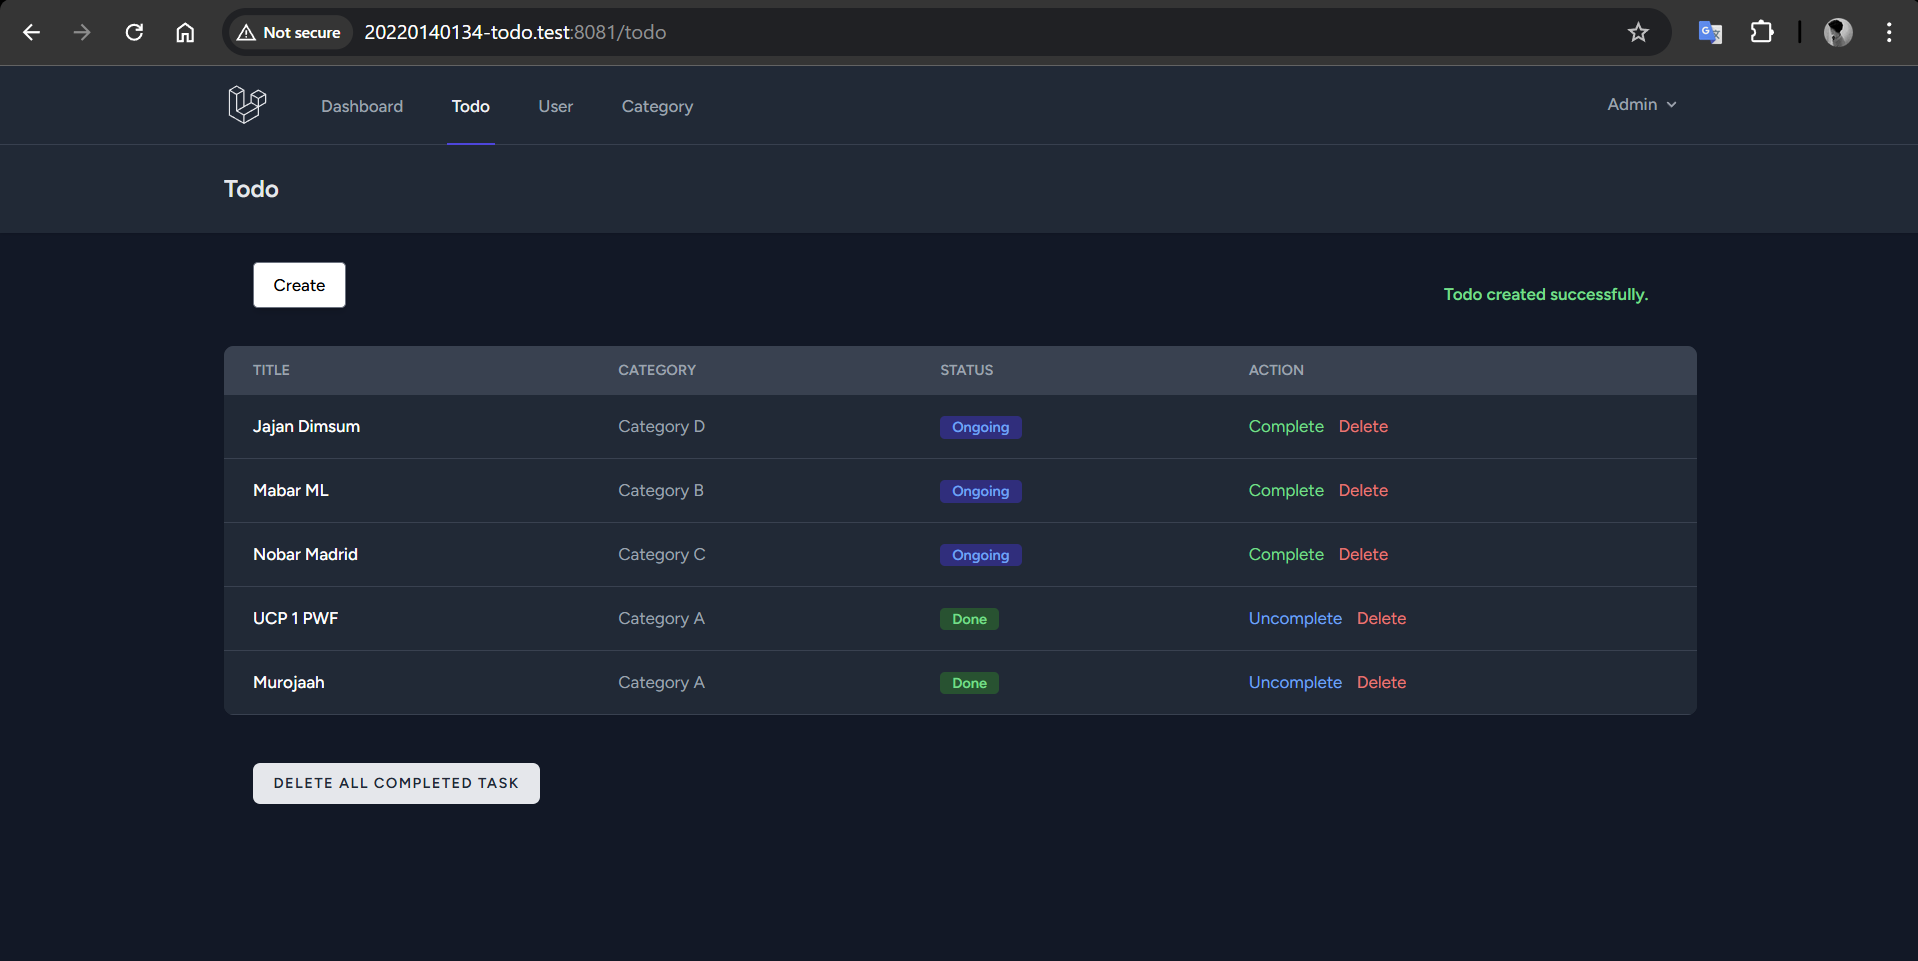 Not secure 20220140134-todo.test:8081/todo
Dashboard Todo User Category Admin
Todo
Create
Todo created successfully.
TITLE CATEGORY STATUS ACTION
Jajan Dimsum Category D Ongoing Complete Delete
Mabar ML Category B Ongoing Complete Delete
Nobar Madrid Category C Ongoing Complete Delete
UCP 1 PWF Category A Done Uncomplete Delete
Murojaah Category A Done Uncomplete Delete
DELETE ALL COMPLETED TASK